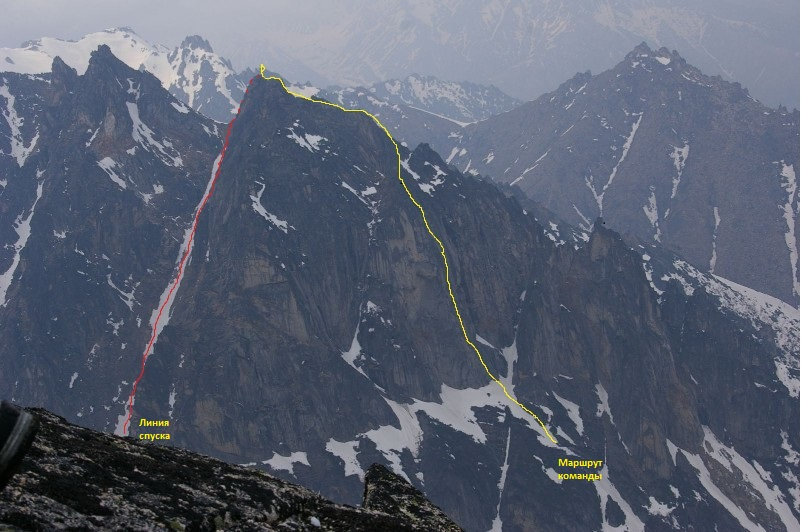 Линия
спуска
Маршрут
команды